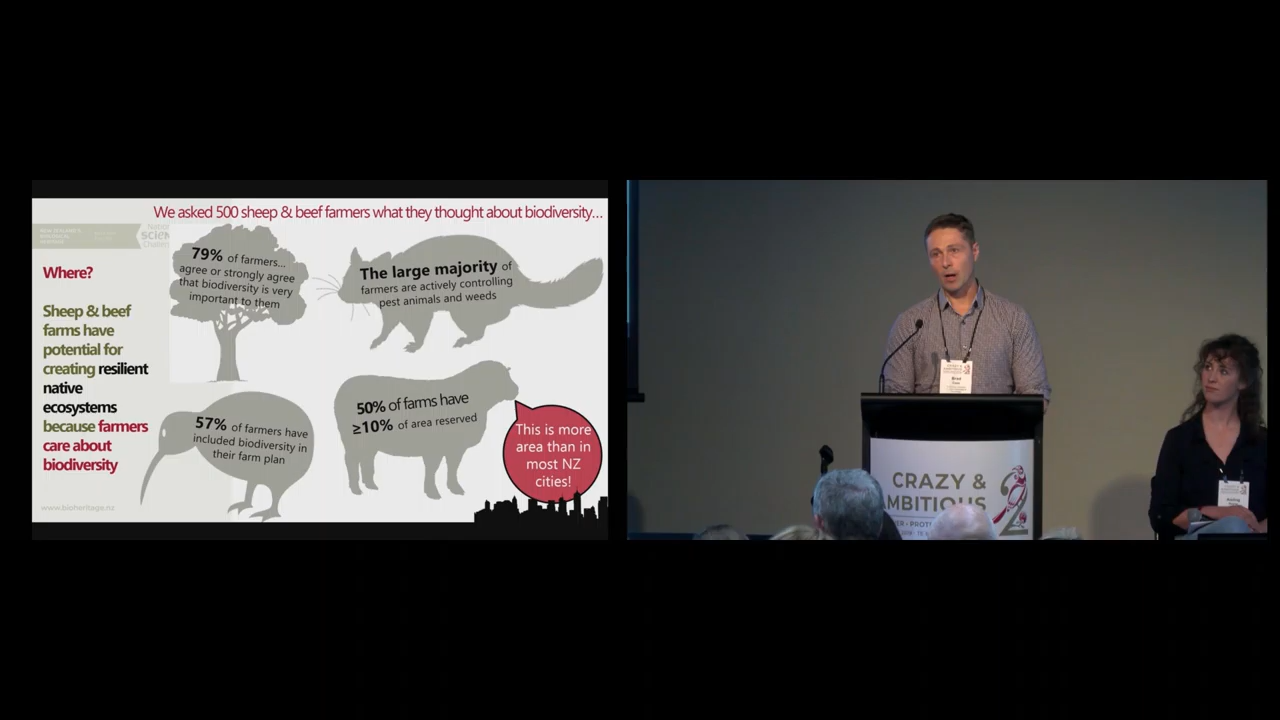 We asked 500 sheep & beef farmers what they thought about biodiversity…
Where?
Sheep & beef
farms have
potential for
creating resilient
native
ecosystems
because farmers
care about
biodiversity
www.bioheritage.nz
79% of farmers…
agree or strongly agree
that biodiversity is very
important to them
The large majority of
farmers are actively controlling
pest animals and weeds
57% of farmers have
included biodiversity in
their farm plan
50% of farms have
≥10% of area reserved
This is more
area than in
most NZ
cities!
CRAZY &
AMBITIOUS
2
Brad